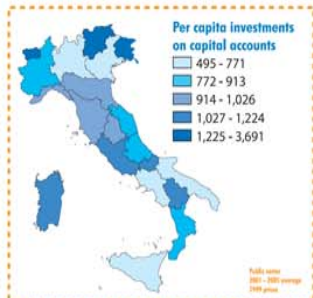 Per capita investments
on capital accounts
495 - 771
772 - 913
914 - 1,026
1,027 - 1,224
1,225 - 3,691
Public sector
2001 - 2005 average
1999 prices